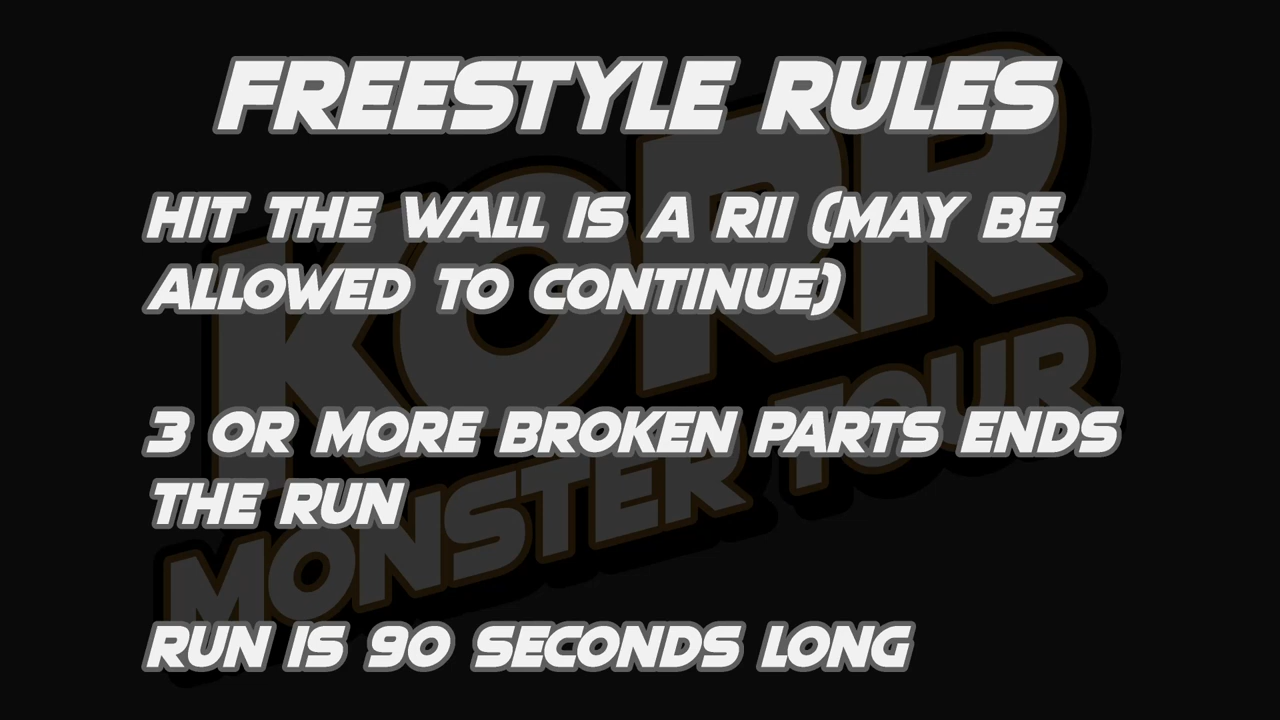 FREESTYLE RULES
HIT THE WALL IS A RII (MAY BE
ALLOWED TO CONTINUE)
3 OR MORE BROKEN PARTS ENDS
THE RUN
RUN IS 90 SECONDS LONG
KORR
MONSTER TOUR